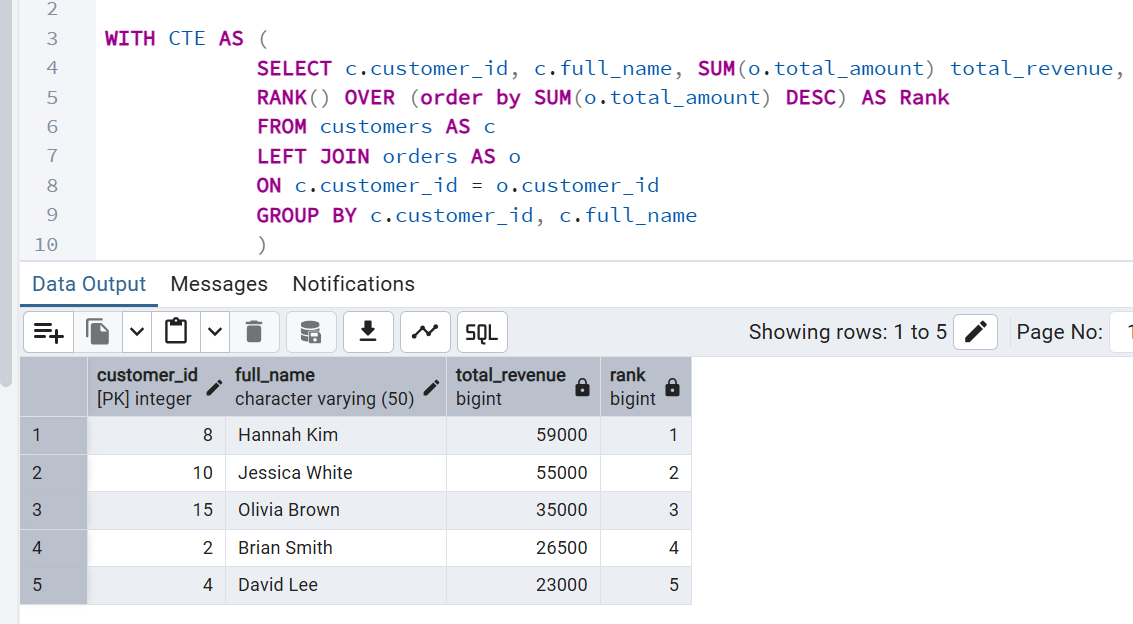 2
3 WITH CTE AS (
4 SELECT c.customer_id, c.full_name, SUM(o.total_amount) total_revenue,
5 RANK() OVER (order by SUM(o.total_amount) DESC) AS Rank
6 FROM customers AS c
7 LEFT JOIN orders AS o
8 ON c.customer_id = o.customer_id
9 GROUP BY c.customer_id, c.full_name
10 )
Data Output Messages Notifications
SQL Showing rows: 1 to 5 Page No: 1
customer_id full_name total_revenue rank
[PK] integer character varying (50) bigint bigint
1 8 Hannah Kim 59000 1
2 10 Jessica White 55000 2
3 15 Olivia Brown 35000 3
4 2 Brian Smith 26500 4
5 4 David Lee 23000 5